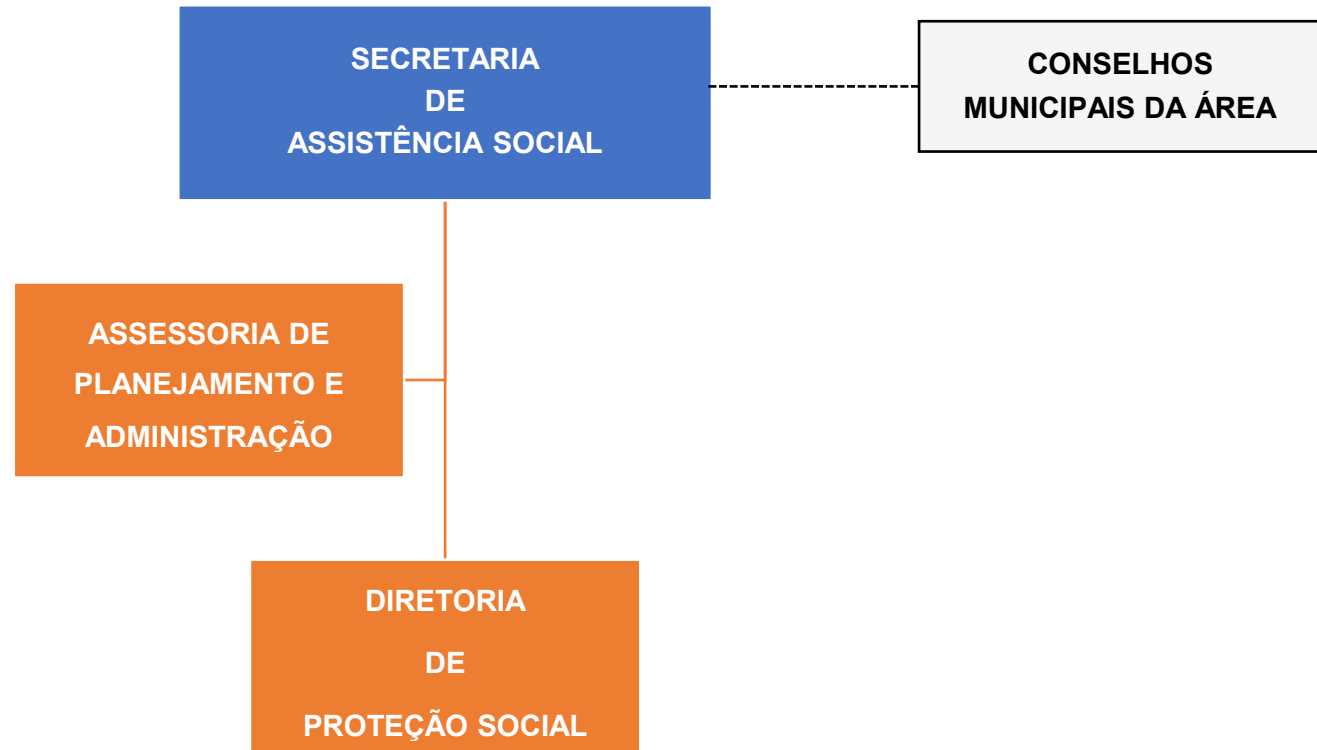 SECRETARIA
DE
ASSISTÊNCIA SOCIAL
CONSELHOS
MUNICIPAIS DA ÁREA
ASSESSORIA DE
PLANEJAMENTO E
ADMINISTRAÇÃO
DIRETORIA
DE
PROTEÇÃO SOCIAL